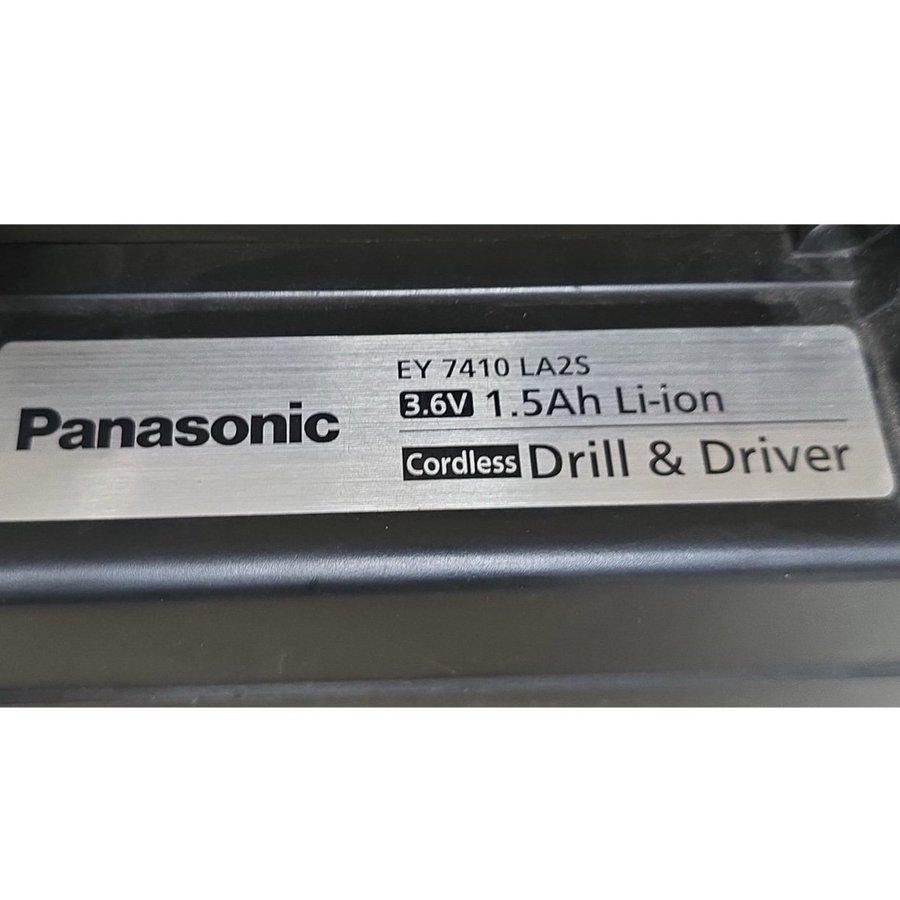 Panasonic
EY 7410 LA2S
3.6V 1.5Ah Li-ion
Cordless Drill & Driver